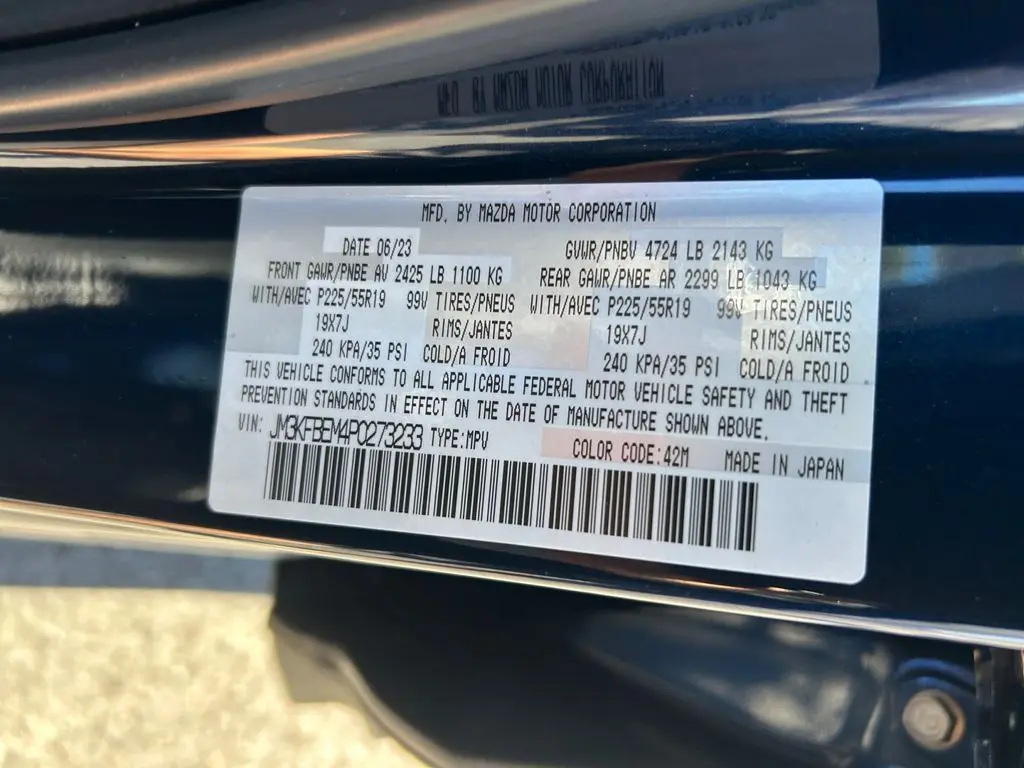 MFD. BY MAZDA MOTOR CORPORATION
DATE 06/23 GVWR/PNBV 4724 LB 2143 KG
FRONT GAWR/PNBE AV 2425 LB 1100 KG REAR GAWR/PNBE AR 2299 LB 1043 KG
WITH/AVEC P225/55R19 99V TIRES/PNEUS WITH/AVEC P225/55R19 99V TIRES/PNEUS
19X7J RIMS/JANTES 19X7J RIMS/JANTES
240 KPA/35 PSI COLD/A FROID 240 KPA/35 PSI COLD/A FROID
THIS VEHICLE CONFORMS TO ALL APPLICABLE FEDERAL MOTOR VEHICLE SAFETY AND THEFT
PREVENTION STANDARDS IN EFFECT ON THE DATE OF MANUFACTURE SHOWN ABOVE.
VIN: JM3KFBEM4P0273233 TYPE:MPV COLOR CODE:42M MADE IN JAPAN